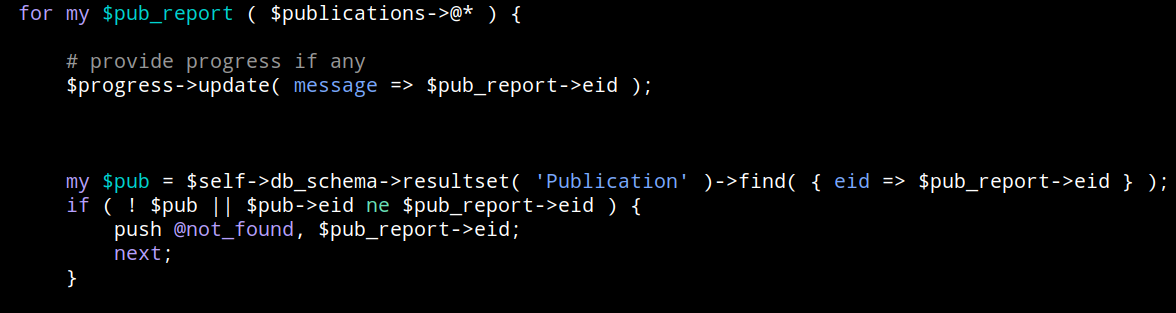 for my $pub_report ( $publications->@* ) {
# provide progress if any
$progress->update( message => $pub_report->eid );
my $pub = $self->db_schema->resultset( 'Publication' )->find( { eid => $pub_report->eid } );
if ( ! $pub || $pub->eid ne $pub_report->eid ) {
push @not_found, $pub_report->eid;
next;
}